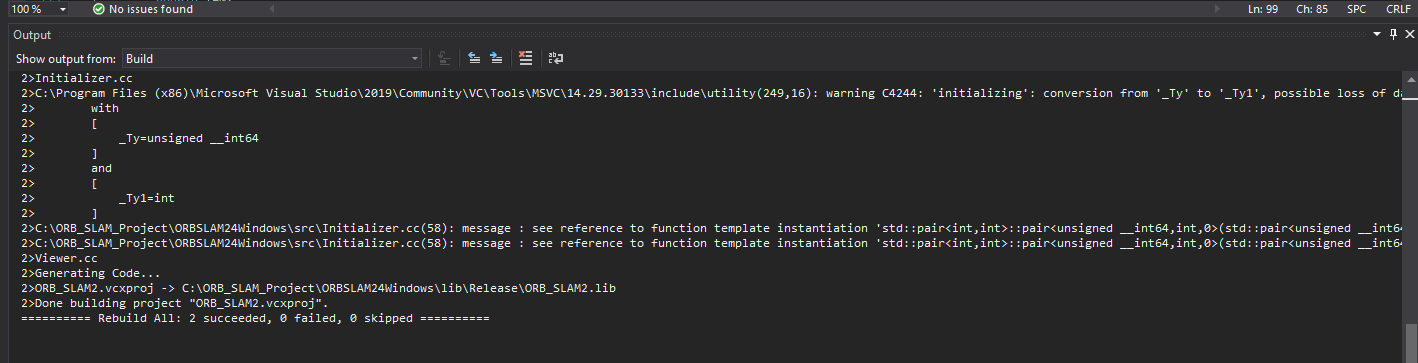 100 % No issues found Ln: 99 Ch: 85 SPC CRLF
Output
Show output from: Build
2>Initializer.cc
2>C:\Program Files (x86)\Microsoft Visual Studio\2019\Community\VC\Tools\MSVC\14.29.30133\include\utility(249,16): warning C4244: 'initializing': conversion from '_Ty' to '_Ty1', possible loss of da
2> with
2> [
2> _Ty=unsigned __int64
2> ]
2> and
2> [
2> _Ty1=int
2> ]
2>C:\ORB_SLAM_Project\ORBSLAM24Windows\src\Initializer.cc(58): message : see reference to function template instantiation 'std::pair<int,int>::pair<unsigned __int64,int,0>(std::pair<unsigned __int64
2>C:\ORB_SLAM_Project\ORBSLAM24Windows\src\Initializer.cc(58): message : see reference to function template instantiation 'std::pair<int,int>::pair<unsigned __int64,int,0>(std::pair<unsigned __int64
2>Viewer.cc
2>Generating Code...
2>ORB_SLAM2.vcxproj -> C:\ORB_SLAM_Project\ORBSLAM24Windows\lib\Release\ORB_SLAM2.lib
2>Done building project "ORB_SLAM2.vcxproj".
========== Rebuild All: 2 succeeded, 0 failed, 0 skipped ==========